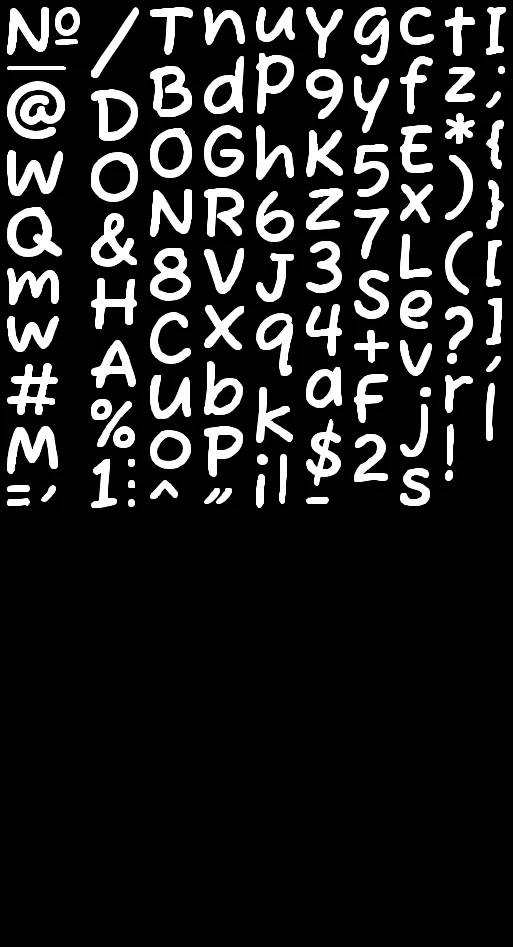 № / T n u y g c t I
_ D B d P 9 y f z ;
@ O O G h K 5 E * {
W & N R 6 Z 7 x ) }
Q H 8 V J 3 S L ( [
m A C X q 4 + e ? ]
w % U b k a F v r ´
# 1 : o P i l $ 2 j ! |
M . ^ " - s '
= ,